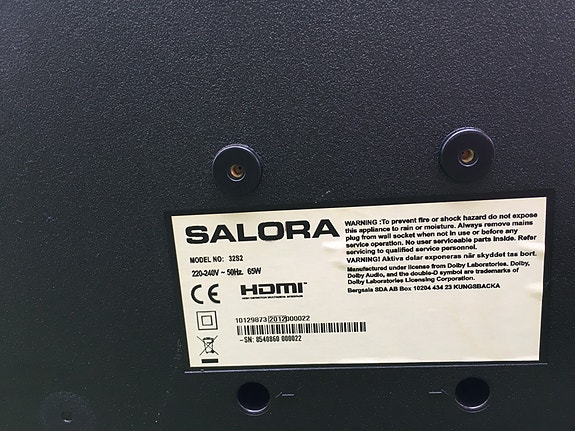 SALORA
MODEL NO: 32S2
220-240V ~ 50Hz. 65W
CE HDMI
HIGH-DEFINITION MULTIMEDIA INTERFACE
10129873 2012 000022
-SN: 8540860 000022
WARNING :To prevent fire or shock hazard do not expose
this appliance to rain or moisture. Always remove mains
plug from wall socket when not in use or before any
service operation. No user serviceable parts inside. Refer
servicing to qualified service personnel.
VARNING! Aktiva delar exponeras när skyddet tas bort.
Manufactured under license from Dolby Laboratories. Dolby,
Dolby Audio, and the double-D symbol are trademarks of
Dolby Laboratories Licensing Corporation.
Bergsala SDA AB Box 10204 434 23 KUNGSBACKA